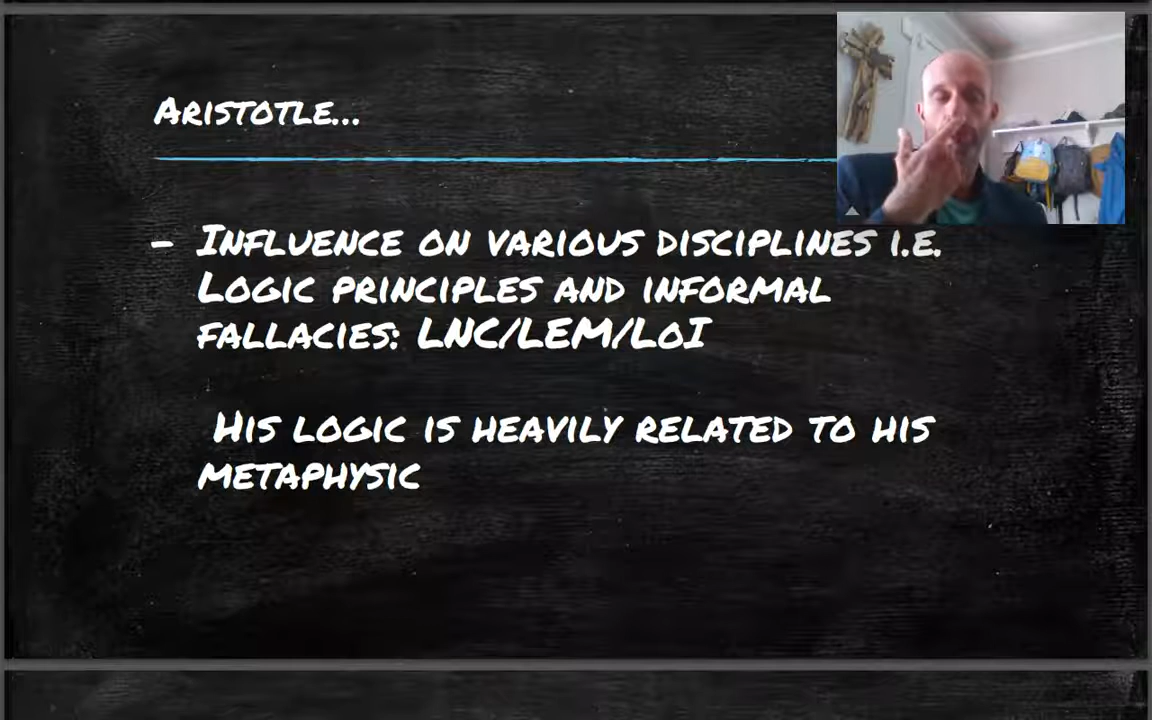 Aristotle...
- Influence on various disciplines i.e.
Logic principles and informal
fallacies: LNC/LEM/LoI
His logic is heavily related to his
metaphysic